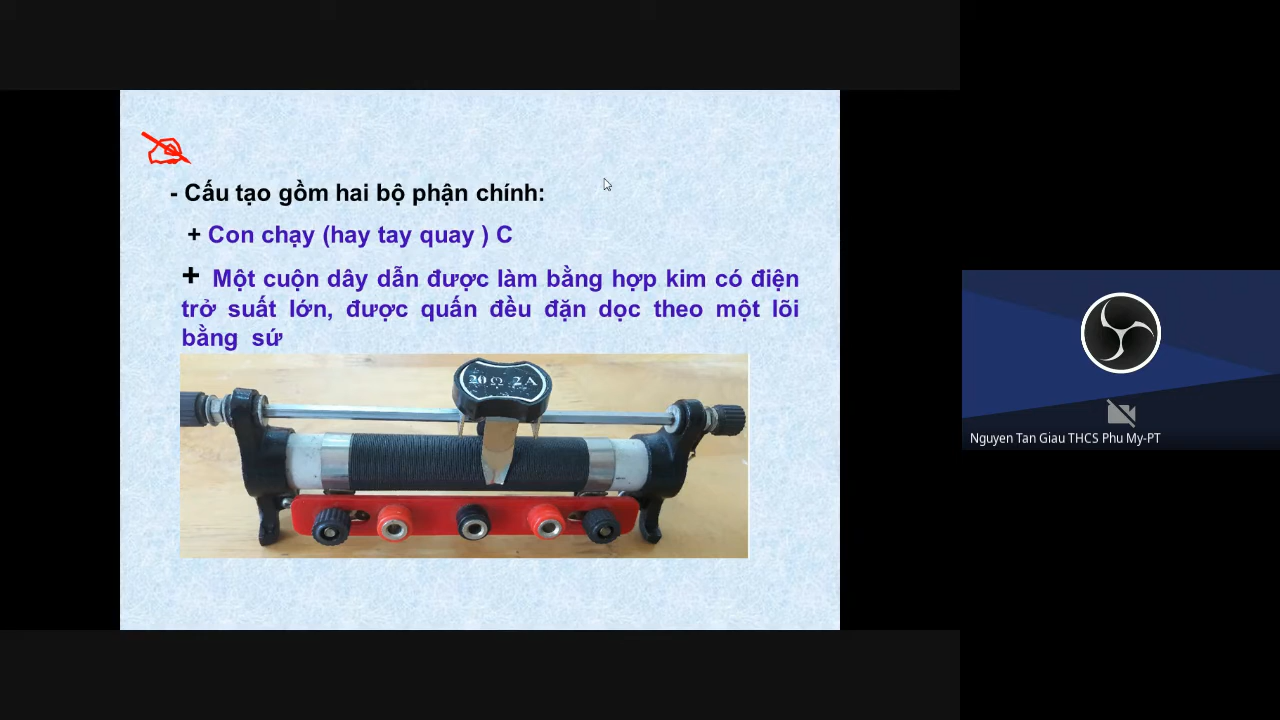 - Cấu tạo gồm hai bộ phận chính:
+ Con chạy (hay tay quay ) C
+ Một cuộn dây dẫn được làm bằng hợp kim có điện
trở suất lớn, được quấn đều đặn dọc theo một lõi
bằng sứ
20 Ω 2A
Nguyen Tan Giau THCS Phu My-PT